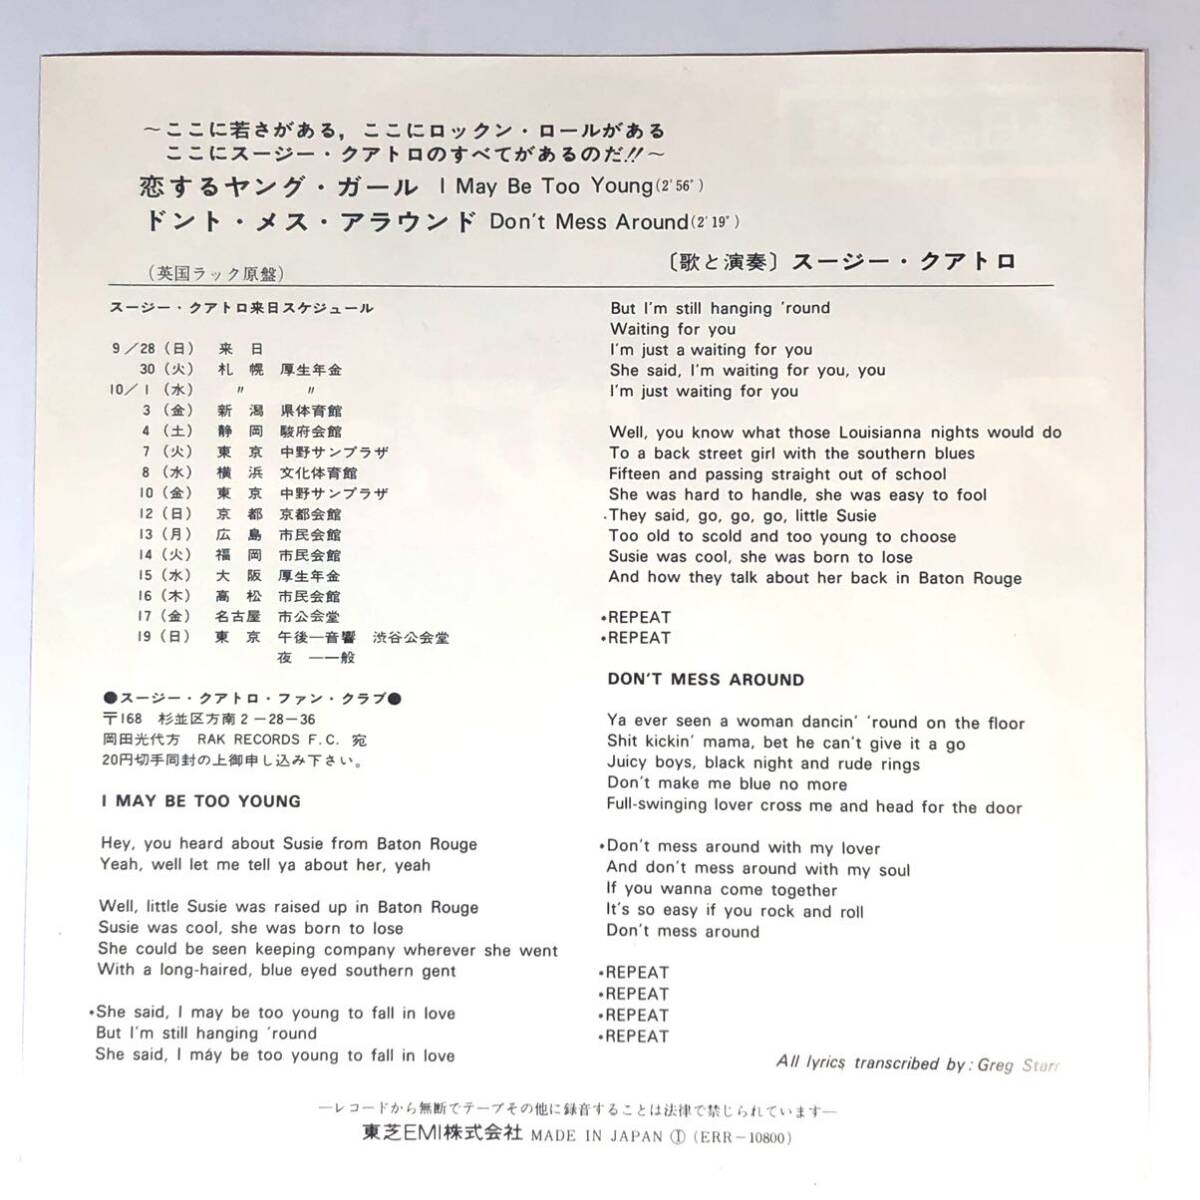 ～ここに若さがある，ここにロックン・ロールがある
ここにスージー・クアトロのすべてがあるのだ!!～
恋するヤング・ガール I May Be Too Young(2'56")
ドント・メス・アラウンド Don't Mess Around(2'19")
〔歌と演奏〕スージー・クアトロ
（英国ラック原盤）
スージー・クアトロ来日スケジュール
9／28（日） 来 日
30（火） 札 幌 厚生年金
10／1（水） 〃 〃
3（金） 新 潟 県体育館
4（土） 静 岡 駿府会館
7（火） 東 京 中野サンプラザ
8（水） 横 浜 文化体育館
10（金） 東 京 中野サンプラザ
12（日） 京 都 京都会館
13（月） 広 島 市民会館
14（火） 福 岡 市民会館
15（水） 大 阪 厚生年金
16（木） 高 松 市民会館
17（金） 名古屋 市公会堂
19（日） 東 京 午後―音響 渋谷公会堂
夜 ―一般
●スージー・クアトロ・ファン・クラブ●
〒168 杉並区方南2－28－36
岡田光代方 RAK RECORDS F.C. 宛
20円切手同封の上御申し込み下さい。
I MAY BE TOO YOUNG
Hey, you heard about Susie from Baton Rouge
Yeah, well let me tell ya about her, yeah
Well, little Susie was raised up in Baton Rouge
Susie was cool, she was born to lose
She could be seen keeping company wherever she went
With a long-haired, blue eyed southern gent
•She said, I may be too young to fall in love
But I'm still hanging 'round
She said, I may be too young to fall in love
But I'm still hanging 'round
Waiting for you
I'm just a waiting for you
She said, I'm waiting for you, you
I'm just waiting for you
Well, you know what those Louisianna nights would do
To a back street girl with the southern blues
Fifteen and passing straight out of school
She was hard to handle, she was easy to fool
•They said, go, go, go, little Susie
Too old to scold and too young to choose
Susie was cool, she was born to lose
And how they talk about her back in Baton Rouge
•REPEAT
•REPEAT
DON'T MESS AROUND
Ya ever seen a woman dancin' 'round on the floor
Shit kickin' mama, bet he can't give it a go
Juicy boys, black night and rude rings
Don't make me blue no more
Full-swinging lover cross me and head for the door
•Don't mess around with my lover
And don't mess around with my soul
If you wanna come together
It's so easy if you rock and roll
Don't mess around
•REPEAT
•REPEAT
•REPEAT
•REPEAT
All lyrics transcribed by: Greg Starr
―レコードから無断でテープその他に録音することは法律で禁じられています―
東芝EMI株式会社 MADE IN JAPAN Ⓘ (ERR－10800)